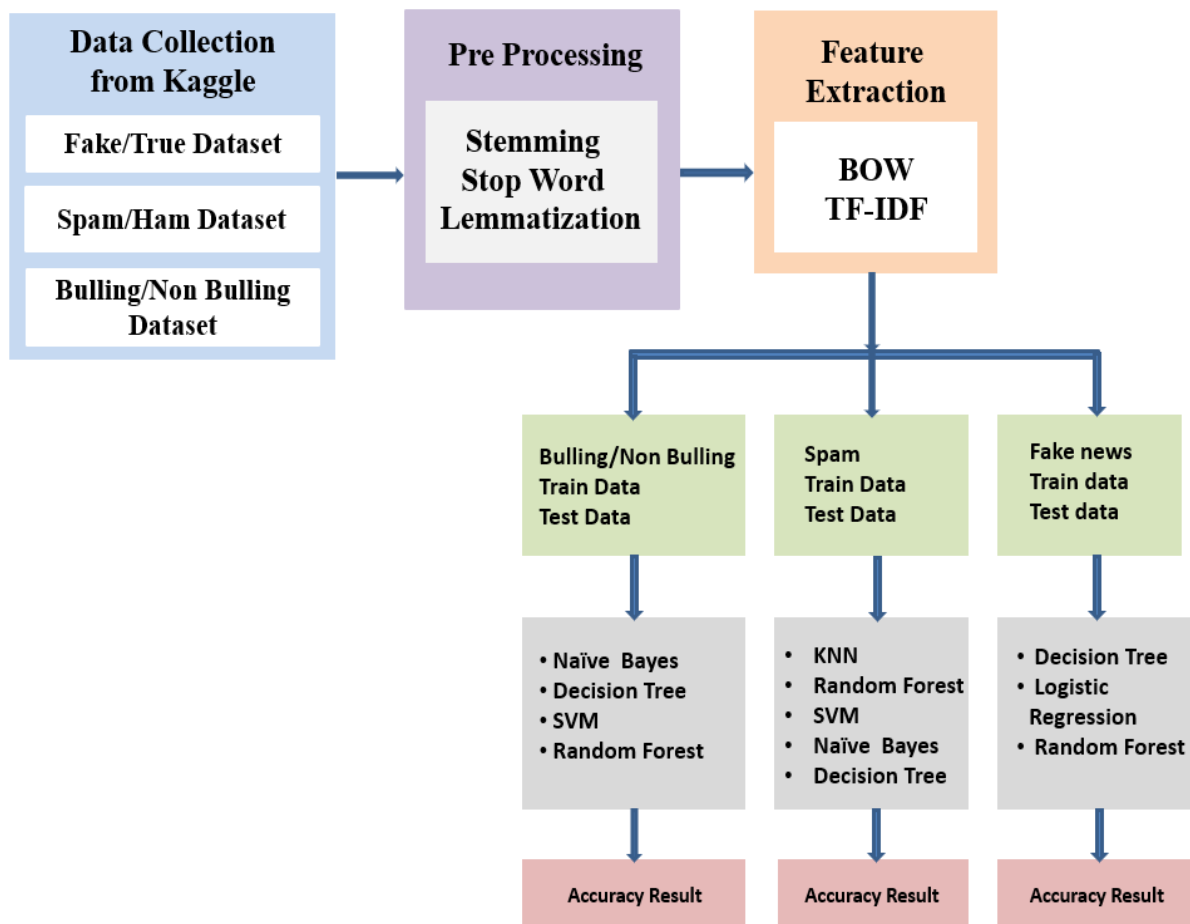 Data Collection
from Kaggle
Fake/True Dataset
Spam/Ham Dataset
Bulling/Non Bulling
Dataset
Pre Processing
Stemming
Stop Word
Lemmatization
Feature
Extraction
BOW
TF-IDF
Bulling/Non Bulling
Train Data
Test Data
Spam
Train Data
Test Data
Fake news
Train data
Test data
• Naïve Bayes
• Decision Tree
• SVM
• Random Forest
• KNN
• Random Forest
• SVM
• Naïve Bayes
• Decision Tree
• Decision Tree
• Logistic
Regression
• Random Forest
Accuracy Result
Accuracy Result
Accuracy Result